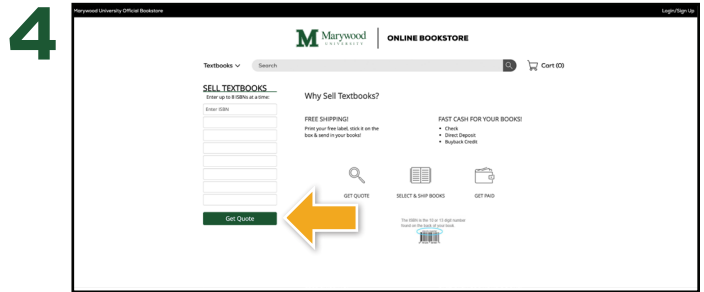 4
Marywood University Official Bookstore
Login/Sign Up
M Marywood
UNIVERSITY
ONLINE BOOKSTORE
Textbooks
Search
Cart (0)
SELL TEXTBOOKS
Enter up to 8 ISBNs at a time.
Enter ISBN
Get Quote
Why Sell Textbooks?
FREE SHIPPING!
Print your free label, stick it on the
box & send in your books!
FAST CASH FOR YOUR BOOKS!
• Check
• Direct Deposit
• Buyback Credit
GET QUOTE
SELECT & SHIP BOOKS
GET PAID
The ISBN is the 10 or 13 digit number
found on the back of your book.